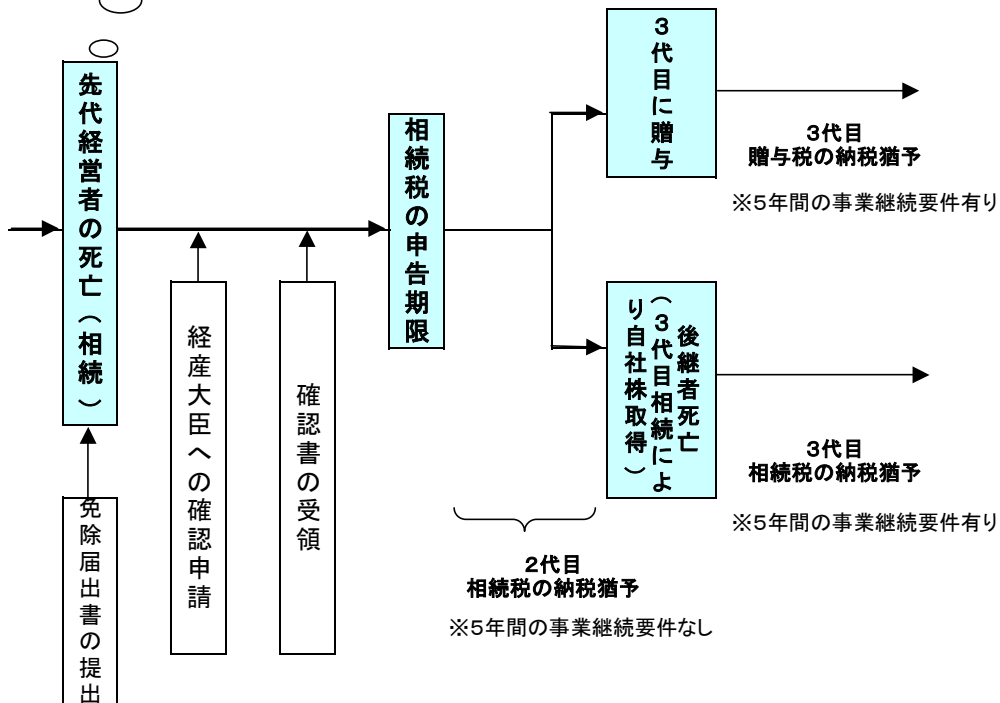 先代経営者の死亡(相続)
免除届出書の提出
経産大臣への確認申請
確認書の受領
相続税の申告期限
2代目
相続税の納税猶予
※5年間の事業継続要件なし
3代目に贈与
3代目
贈与税の納税猶予
※5年間の事業継続要件有り
後継者死亡
(3代目相続によ
り自社株取得)
3代目
相続税の納税猶予
※5年間の事業継続要件有り